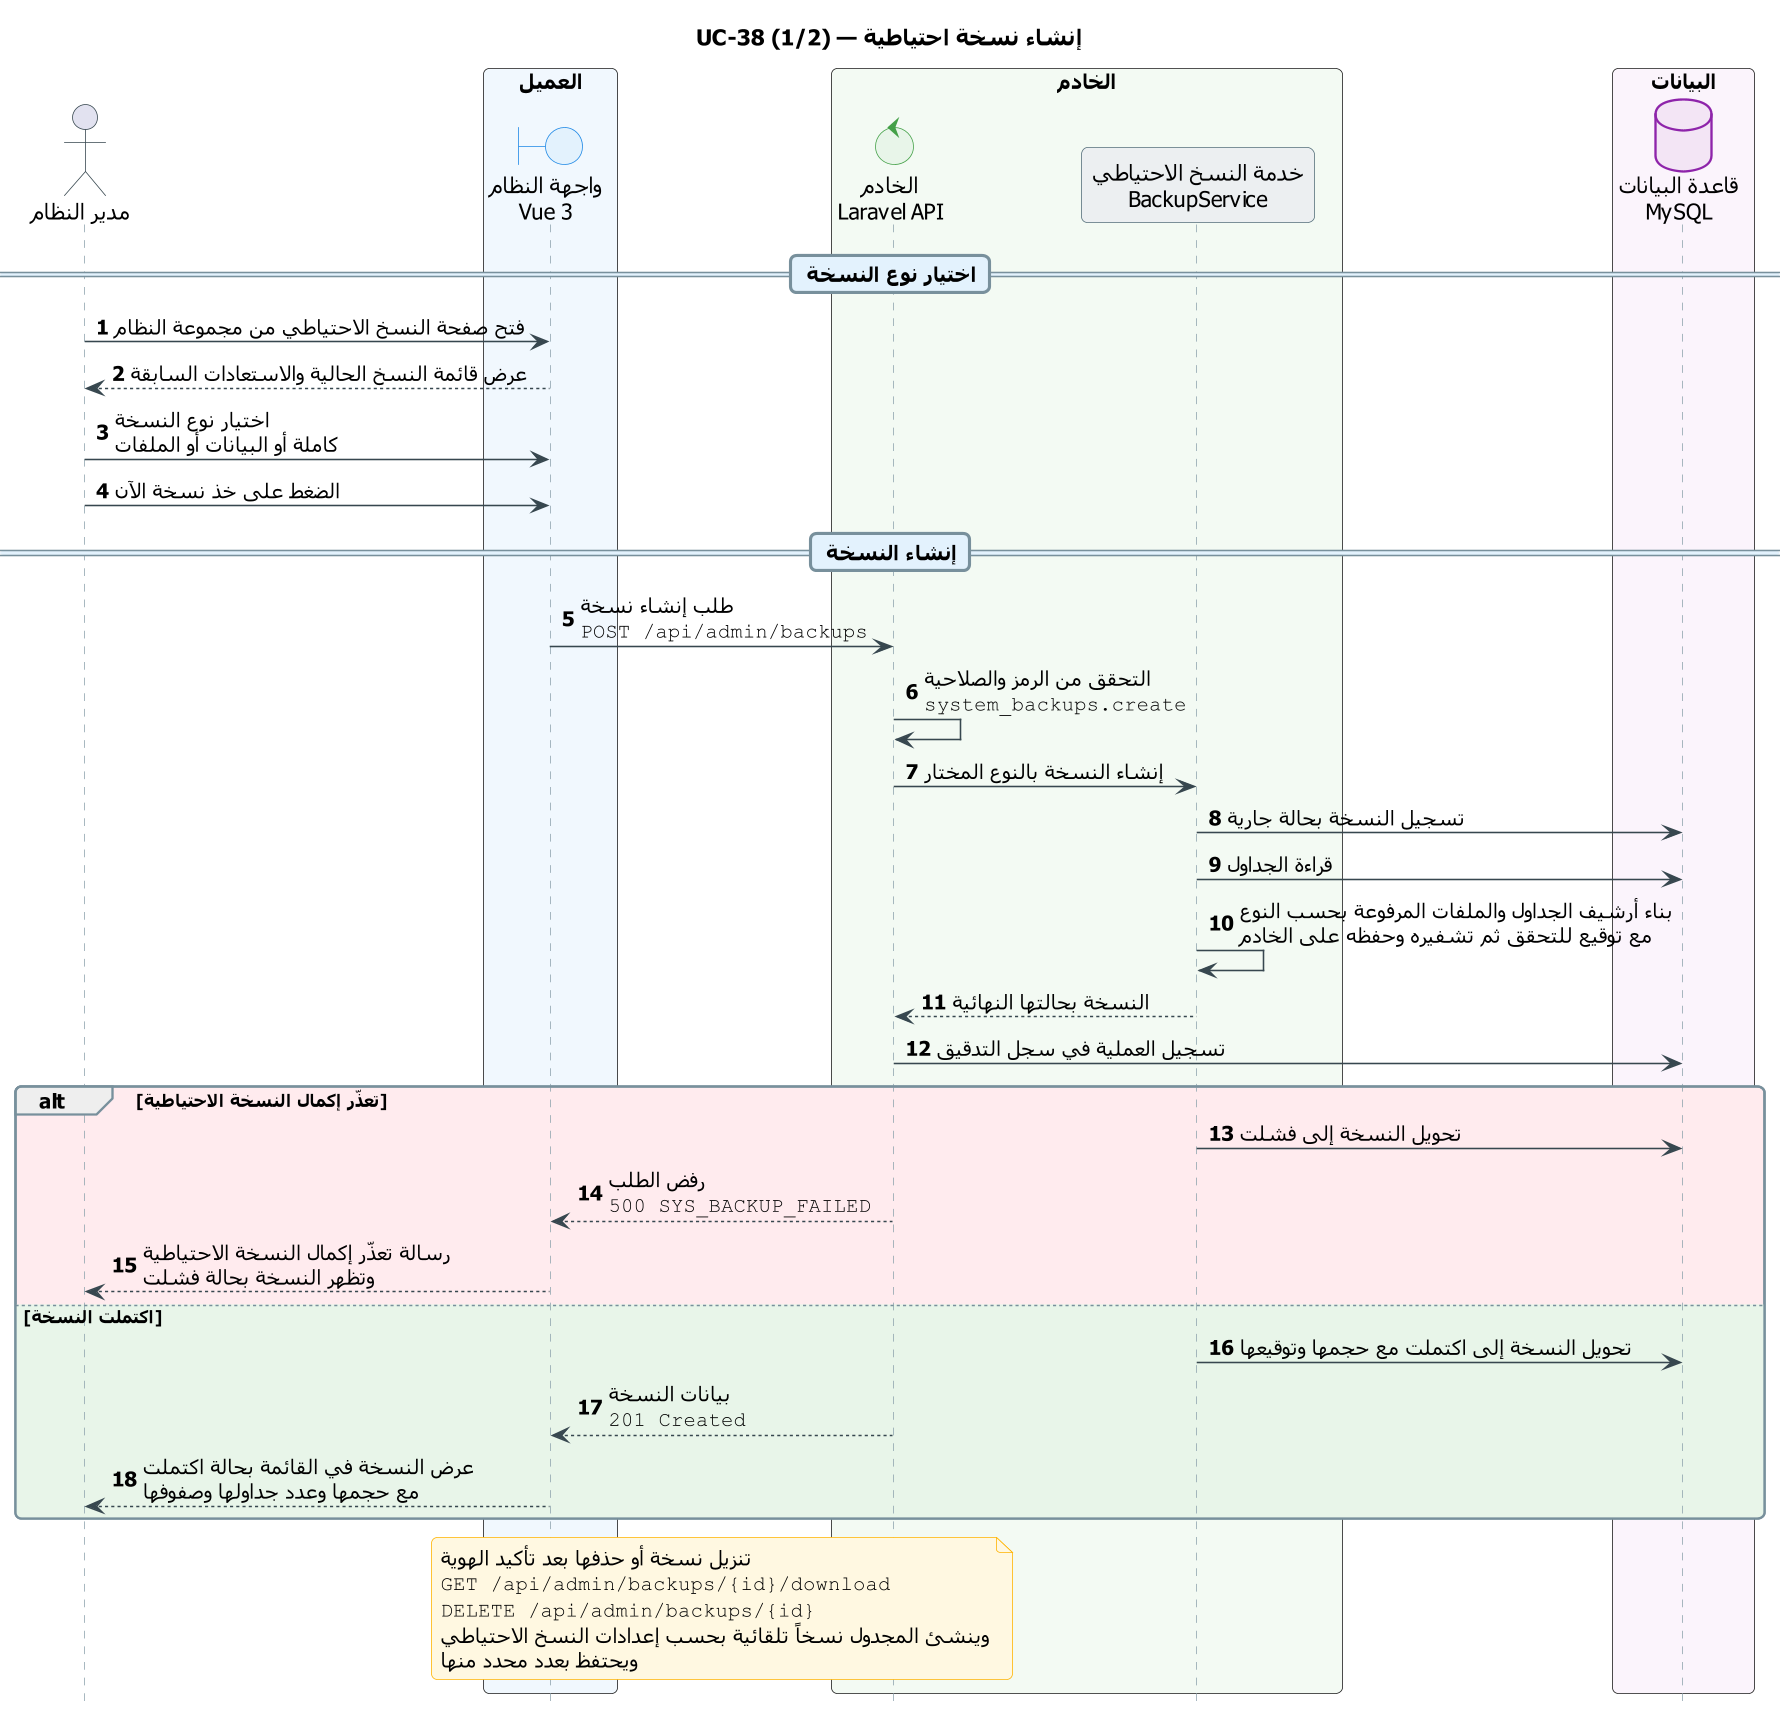 UC-38 (1/2) — إنشاء نسخة احتياطية
العميل
الخادم
البيانات
مدير النظام
واجهة النظام
Vue 3
الخادم
Laravel API
خدمة النسخ الاحتياطي
BackupService
قاعدة البيانات
MySQL
اختيار نوع النسخة
1 فتح صفحة النسخ الاحتياطي من مجموعة النظام
2 عرض قائمة النسخ الحالية والاستعادات السابقة
3 اختيار نوع النسخة
كاملة أو البيانات أو الملفات
4 الضغط على خذ نسخة الآن
إنشاء النسخة
5 طلب إنشاء نسخة
POST /api/admin/backups
6 التحقق من الرمز والصلاحية
system_backups.create
7 إنشاء النسخة بالنوع المختار
8 تسجيل النسخة بحالة جارية
9 قراءة الجداول
10 بناء أرشيف الجداول والملفات المرفوعة بحسب النوع
مع توقيع للتحقق ثم تشفيره وحفظه على الخادم
11 النسخة بحالتها النهائية
12 تسجيل العملية في سجل التدقيق
alt [تعذّر إكمال النسخة الاحتياطية]
13 تحويل النسخة إلى فشلت
14 رفض الطلب
500 SYS_BACKUP_FAILED
15 رسالة تعذّر إكمال النسخة الاحتياطية
وتظهر النسخة بحالة فشلت
[اكتملت النسخة]
16 تحويل النسخة إلى اكتملت مع حجمها وتوقيعها
17 بيانات النسخة
201 Created
18 عرض النسخة في القائمة بحالة اكتملت
مع حجمها وعدد جداولها وصفوفها
تنزيل نسخة أو حذفها بعد تأكيد الهوية
GET /api/admin/backups/{id}/download
DELETE /api/admin/backups/{id}
وينشئ المجدول نسخاً تلقائية بحسب إعدادات النسخ الاحتياطي
ويحتفظ بعدد محدد منها